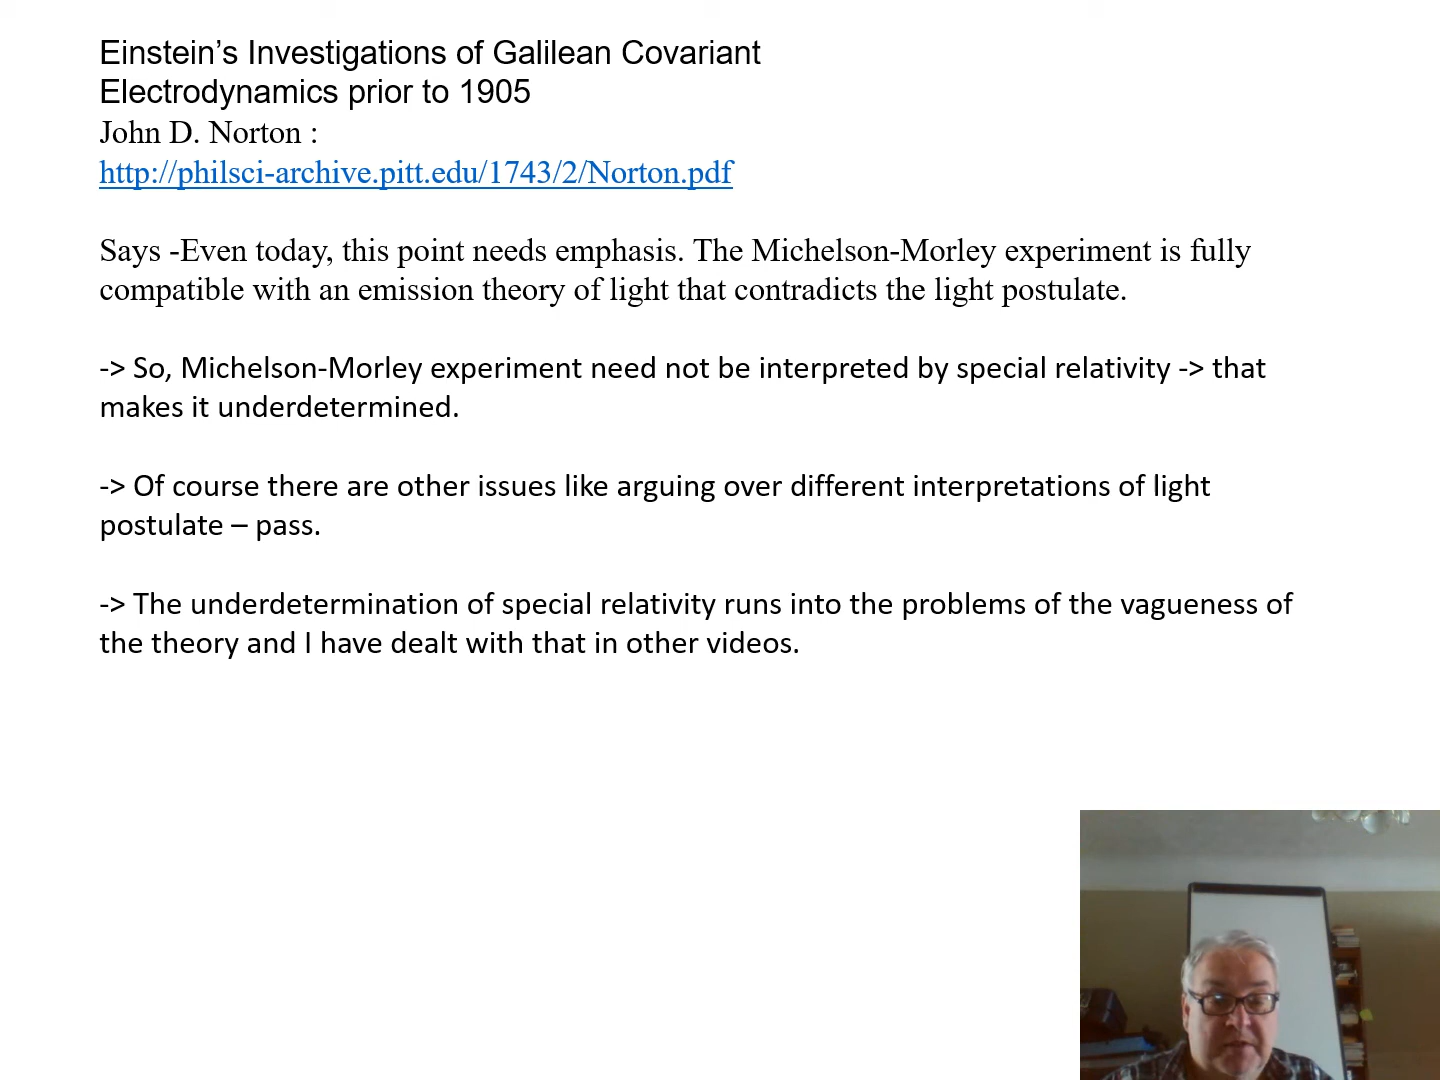 Einstein’s Investigations of Galilean Covariant
Electrodynamics prior to 1905
John D. Norton :
http://philsci-archive.pitt.edu/1743/2/Norton.pdf
Says -Even today, this point needs emphasis. The Michelson-Morley experiment is fully
compatible with an emission theory of light that contradicts the light postulate.
-> So, Michelson-Morley experiment need not be interpreted by special relativity -> that
makes it underdetermined.
-> Of course there are other issues like arguing over different interpretations of light
postulate – pass.
-> The underdetermination of special relativity runs into the problems of the vagueness of
the theory and I have dealt with that in other videos.